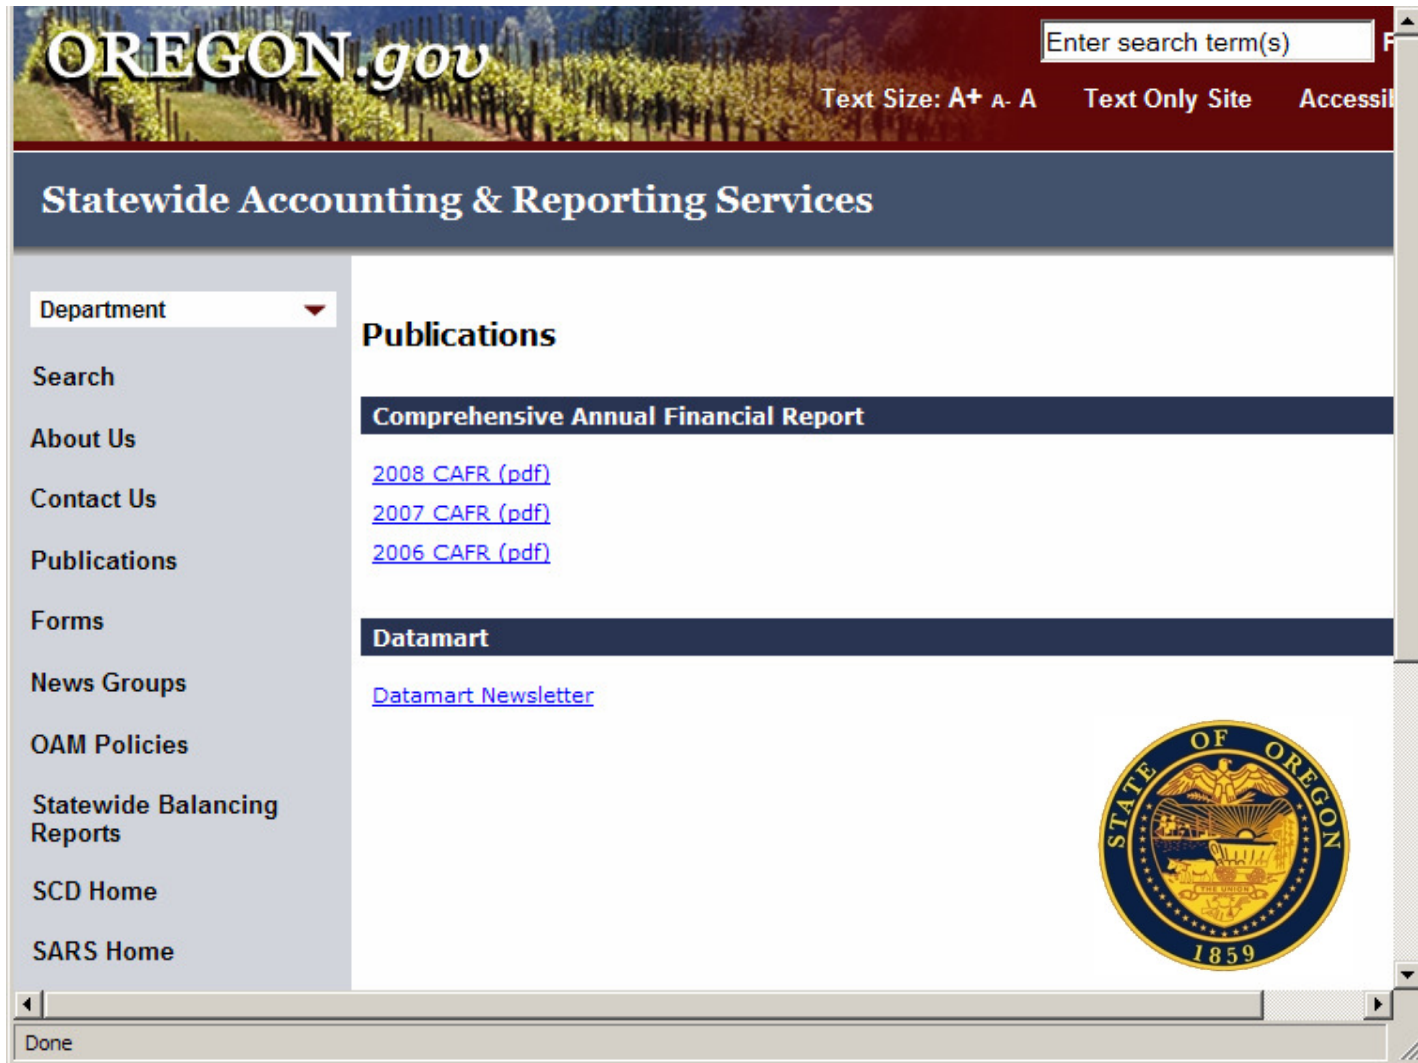 OREGON.gov
Enter search term(s)
Text Size: A+ A- A Text Only Site
Statewide Accounting & Reporting Services
Department
Search
About Us
Contact Us
Publications
Forms
News Groups
OAM Policies
Statewide Balancing
Reports
SCD Home
SARS Home
Publications
Comprehensive Annual Financial Report
2008 CAFR (pdf)
2007 CAFR (pdf)
2006 CAFR (pdf)
Datamart
Datamart Newsletter
STATE OF OREGON
THE UNION
1859
Done